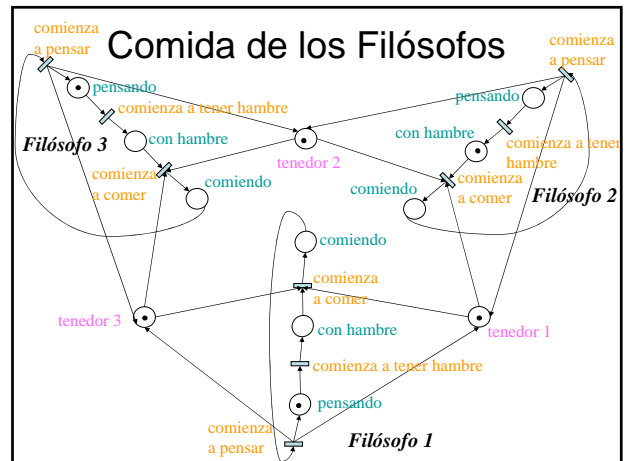 Comida de los Filósofos
comienza
a pensar
pensando
comienza a tener hambre
con hambre
Filósofo 3
comienza
a comer
comiendo
tenedor 2
comienza
a pensar
pensando
con hambre
comienza a tener
hambre
comienza
a comer
comiendo
Filósofo 2
comiendo
comienza
a comer
tenedor 3
tenedor 1
con hambre
comienza a tener hambre
pensando
comienza
a pensar
Filósofo 1